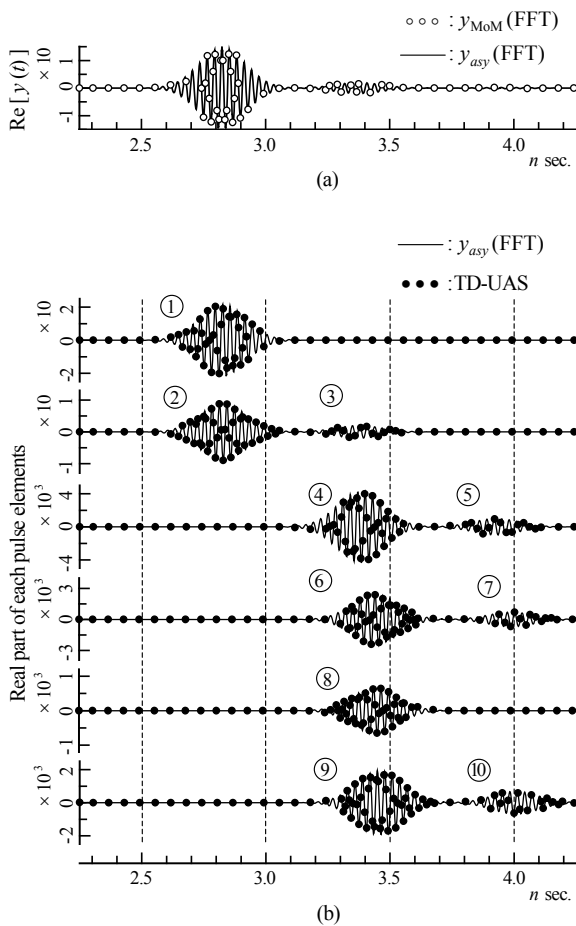 : yMoM(FFT)
: yasy(FFT)
Re [ y (t) ]
× 10
1
0
-1
2.5 3.0 3.5 4.0
n sec.
(a)
: yasy(FFT)
: TD-UAS
Real part of each pulse elements
× 10
2
0
-2
①
× 10
1
0
-1
② ③
× 10³
4
0
-4
④ ⑤
× 10³
3
0
-3
⑥ ⑦
× 10³
1
0
-1
⑧
× 10³
2
0
-2
⑨ ⑩
2.5 3.0 3.5 4.0
n sec.
(b)